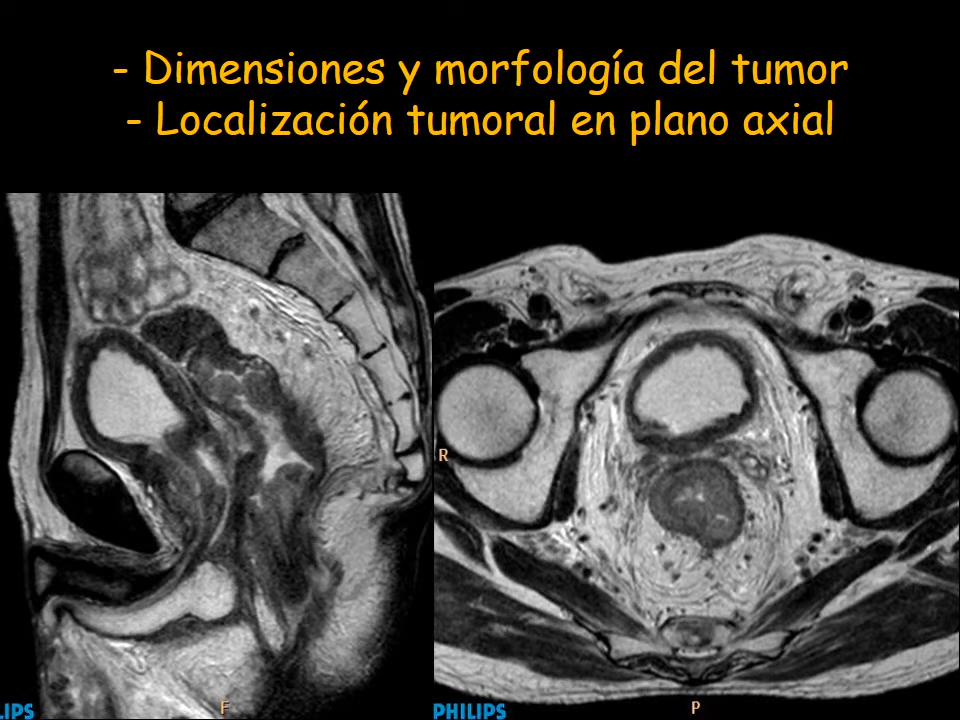 - Dimensiones y morfología del tumor
- Localización tumoral en plano axial
R
F
P
LIPS
PHILIPS